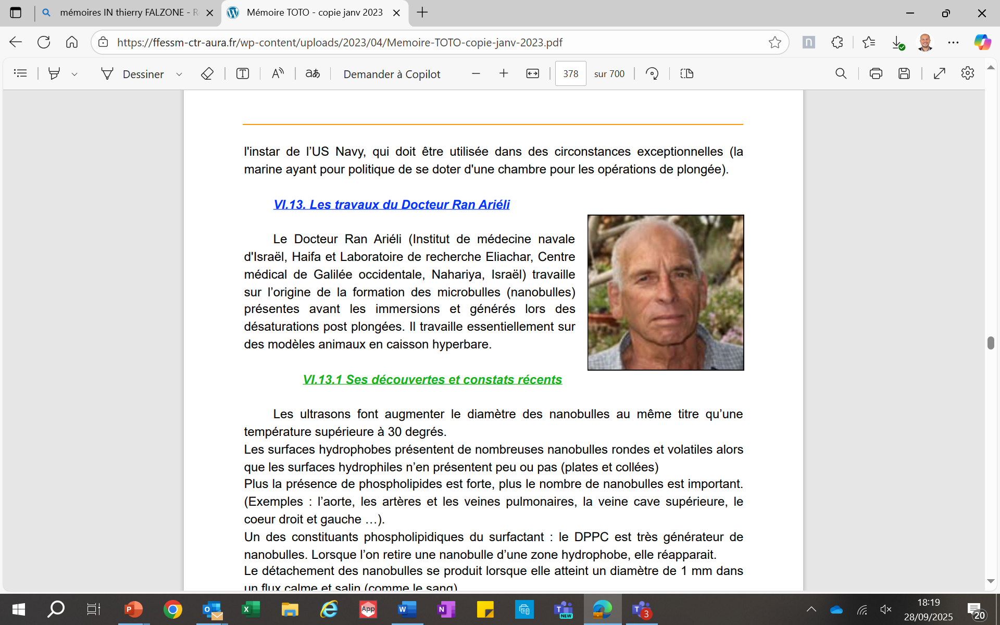 mémoires IN thierry FALZONE - R
Mémoire TOTO - copie janv 2023
https://ffessm-ctr-aura.fr/wp-content/uploads/2023/04/Memoire-TOTO-copie-janv-2023.pdf
Dessiner
Demander à Copilot
378 sur 700
l'instar de l’US Navy, qui doit être utilisée dans des circonstances exceptionnelles (la
marine ayant pour politique de se doter d'une chambre pour les opérations de plongée).
VI.13. Les travaux du Docteur Ran Ariéli
Le Docteur Ran Ariéli (Institut de médecine navale
d'Israël, Haifa et Laboratoire de recherche Eliachar, Centre
médical de Galilée occidentale, Nahariya, Israël) travaille
sur l’origine de la formation des microbulles (nanobulles)
présentes avant les immersions et générés lors des
désaturations post plongées. Il travaille essentiellement sur
des modèles animaux en caisson hyperbare.
VI.13.1 Ses découvertes et constats récents
Les ultrasons font augmenter le diamètre des nanobulles au même titre qu’une
température supérieure à 30 degrés.
Les surfaces hydrophobes présentent de nombreuses nanobulles rondes et volatiles alors
que les surfaces hydrophiles n’en présentent peu ou pas (plates et collées)
Plus la présence de phospholipides est forte, plus le nombre de nanobulles est important.
(Exemples : l’aorte, les artères et les veines pulmonaires, la veine cave supérieure, le
coeur droit et gauche …).
Un des constituants phospholipidiques du surfactant : le DPPC est très générateur de
nanobulles. Lorsque l’on retire une nanobulle d’une zone hydrophobe, elle réapparait.
Le détachement des nanobulles se produit lorsque elle atteint un diamètre de 1 mm dans
un flux calme et salin (comme le sang)
App
NEW
3
18:19
28/09/2025
20